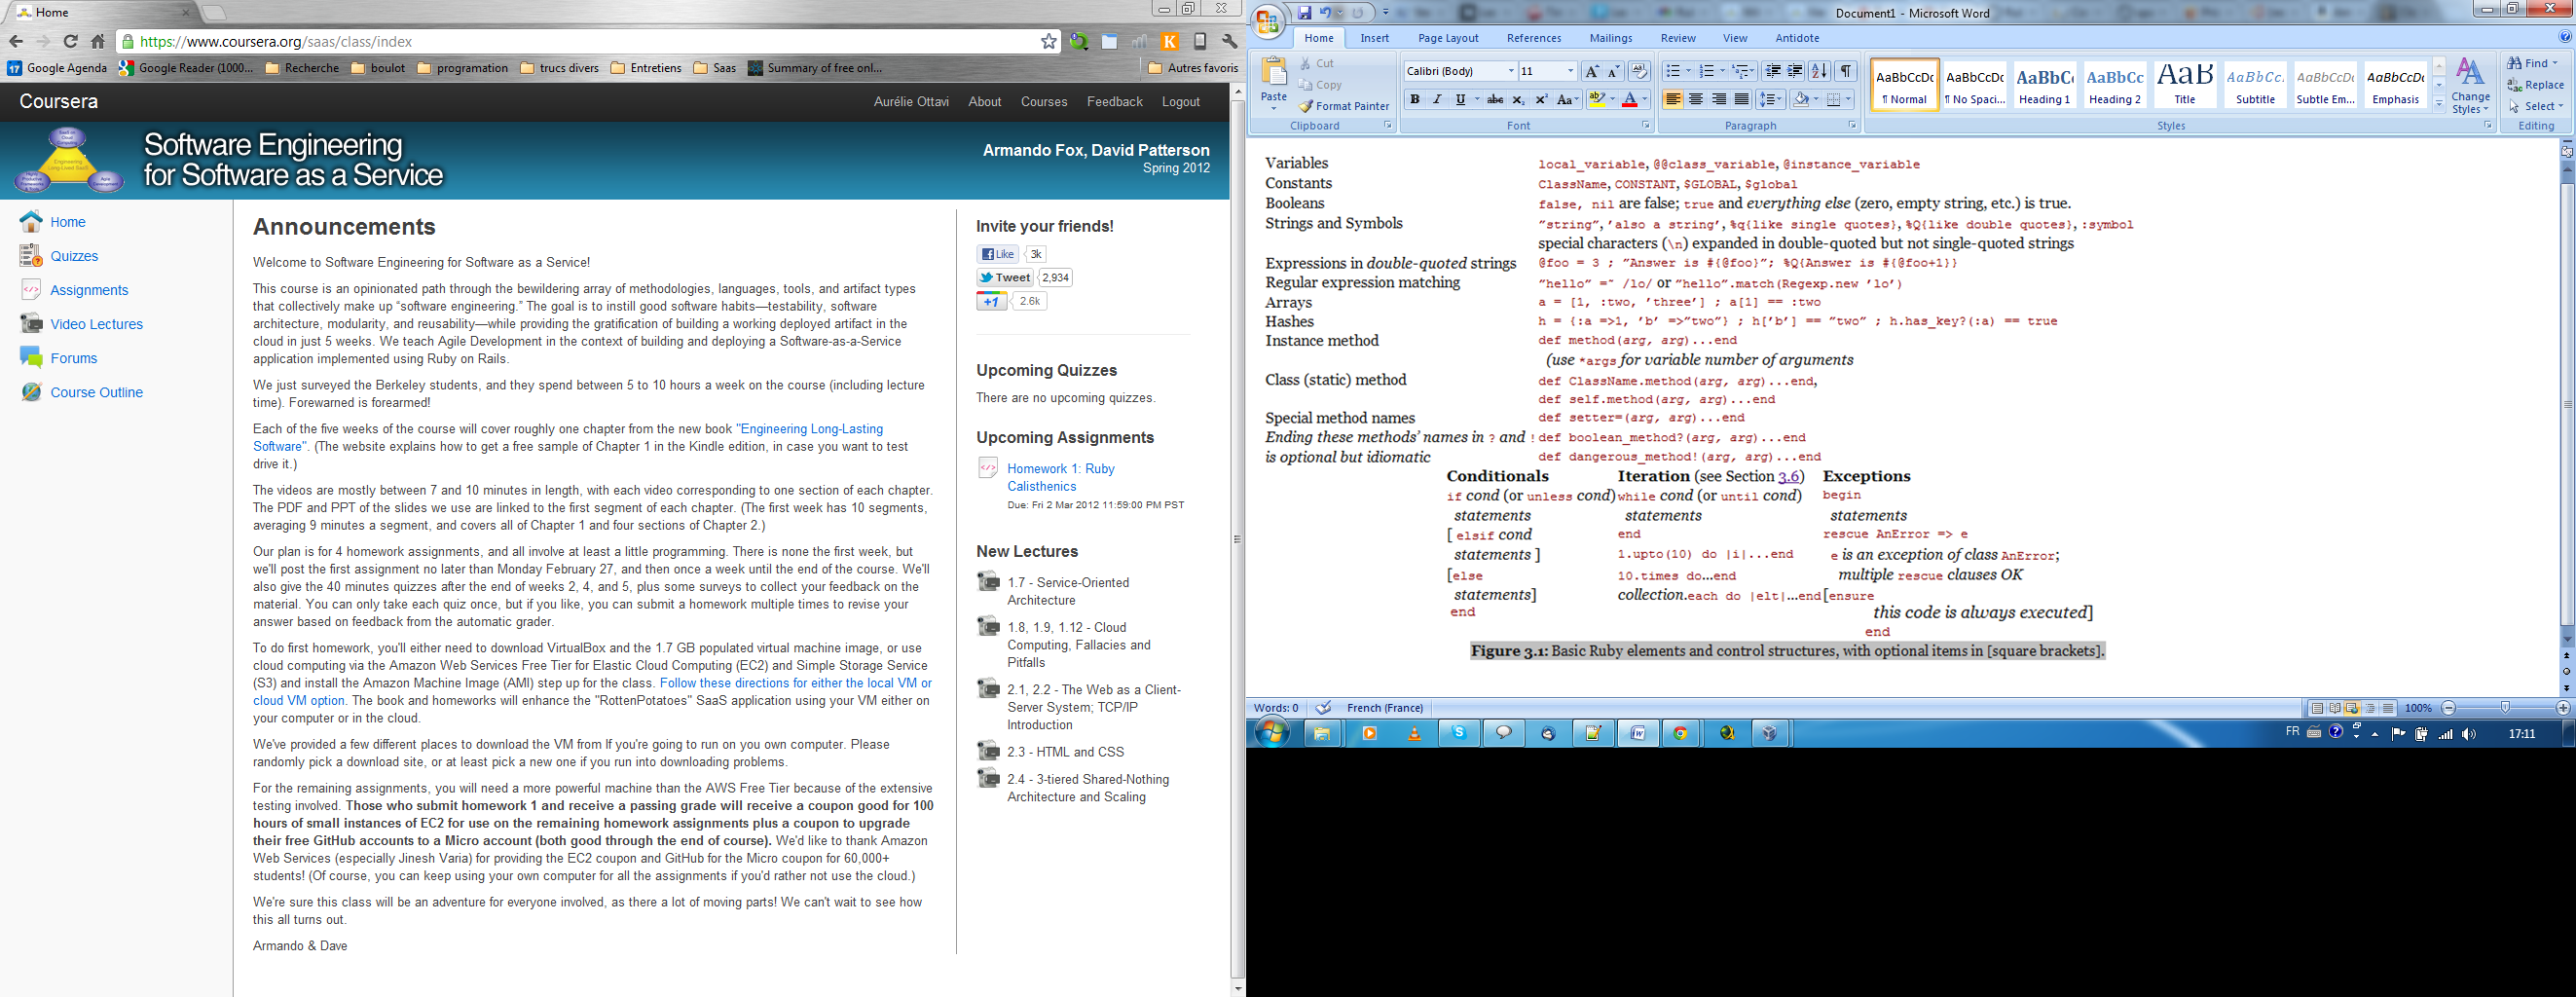 Home
https://www.coursera.org/saas/class/index
Google Agenda
Google Reader (1000...
Recherche
boulot
programation
trucs divers
Entretiens
Saas
Summary of free onl...
Autres favoris
Coursera
Aurélie Ottavi
About
Courses
Feedback
Logout
Software Engineering
for Software as a Service
Armando Fox, David Patterson
Spring 2012
Home
Quizzes
Assignments
Video Lectures
Forums
Course Outline
Announcements
Welcome to Software Engineering for Software as a Service!
This course is an opinionated path through the bewildering array of methodologies, languages, tools, and artifact types
that collectively make up “software engineering.” The goal is to instill good software habits—testability, software
architecture, modularity, and reusability—while providing the gratification of building a working deployed artifact in the
cloud in just 5 weeks. We teach Agile Development in the context of building and deploying a Software-as-a-Service
application implemented using Ruby on Rails.
We just surveyed the Berkeley students, and they spend between 5 to 10 hours a week on the course (including lecture
time). Forewarned is forearmed!
Each of the five weeks of the course will cover roughly one chapter from the new book "Engineering Long-Lasting
Software". (The website explains how to get a free sample of Chapter 1 in the Kindle edition, in case you want to test
drive it.)
The videos are mostly between 7 and 10 minutes in length, with each video corresponding to one section of each chapter.
The PDF and PPT of the slides we use are linked to the first segment of each chapter. (The first week has 10 segments,
averaging 9 minutes a segment, and covers all of Chapter 1 and four sections of Chapter 2.)
Our plan is for 4 homework assignments, and all involve at least a little programming. There is none the first week, but
we'll post the first assignment no later than Monday February 27, and then once a week until the end of the course. We'll
also give the 40 minutes quizzes after the end of weeks 2, 4, and 5, plus some surveys to collect your feedback on the
material. You can only take each quiz once, but if you like, you can submit a homework multiple times to revise your
answer based on feedback from the automatic grader.
To do first homework, you'll either need to download VirtualBox and the 1.7 GB populated virtual machine image, or use
cloud computing via the Amazon Web Services Free Tier for Elastic Cloud Computing (EC2) and Simple Storage Service
(S3) and install the Amazon Machine Image (AMI) step up for the class. Follow these directions for either the local VM or
cloud VM option. The book and homeworks will enhance the "RottenPotatoes" SaaS application using your VM either on
your computer or in the cloud.
We've provided a few different places to download the VM from If you're going to run on you own computer. Please
randomly pick a download site, or at least pick a new one if you run into downloading problems.
For the remaining assignments, you will need a more powerful machine than the AWS Free Tier because of the extensive
testing involved. Those who submit homework 1 and receive a passing grade will receive a coupon good for 100
hours of small instances of EC2 for use on the remaining homework assignments plus a coupon to upgrade
their free GitHub accounts to a Micro account (both good through the end of course). We'd like to thank Amazon
Web Services (especially Jinesh Varia) for providing the EC2 coupon and GitHub for the Micro coupon for 60,000+
students! (Of course, you can keep using your own computer for all the assignments if you'd rather not use the cloud.)
We're sure this class will be an adventure for everyone involved, as there a lot of moving parts! We can't wait to see how
this all turns out.
Armando & Dave
Invite your friends!
Like 3k
Tweet 2,934
+1 2.6k
Upcoming Quizzes
There are no upcoming quizzes.
Upcoming Assignments
Homework 1: Ruby
Calisthenics
Due: Fri 2 Mar 2012 11:59:00 PM PST
New Lectures
1.7 - Service-Oriented
Architecture
1.8, 1.9, 1.12 - Cloud
Computing, Fallacies and
Pitfalls
2.1, 2.2 - The Web as a Client-
Server System; TCP/IP
Introduction
2.3 - HTML and CSS
2.4 - 3-tiered Shared-Nothing
Architecture and Scaling
Document1 - Microsoft Word
Home Insert Page Layout References Mailings Review View Antidote
Paste
Cut
Copy
Format Painter
Clipboard
Calibri (Body) 11
Font
Paragraph
AaBbCcDc AaBbCcDc AaBbC AaBbCc AaB AaBbCc. AaBbCcDc AaBbCcDc
¶ Normal ¶ No Spaci... Heading 1 Heading 2 Title Subtitle Subtle Em... Emphasis
Change
Styles
Styles
Find
Replace
Select
Editing
Variables local_variable, @@class_variable, @instance_variable
Constants ClassName, CONSTANT, $GLOBAL, $global
Booleans false, nil are false; true and everything else (zero, empty string, etc.) is true.
Strings and Symbols "string", 'also a string', %q{like single quotes}, %Q{like double quotes}, :symbol
special characters (\n) expanded in double-quoted but not single-quoted strings
Expressions in double-quoted strings @foo = 3 ; "Answer is #{@foo}"; %Q{Answer is #{@foo+1}}
Regular expression matching "hello" =~ /lo/ or "hello".match(Regexp.new 'lo')
Arrays a = [1, :two, 'three'] ; a[1] == :two
Hashes h = {:a =>1, 'b' =>"two"} ; h['b'] == "two" ; h.has_key?(:a) == true
Instance method def method(arg, arg)...end
(use *args for variable number of arguments
Class (static) method def ClassName.method(arg, arg)...end,
def self.method(arg, arg)...end
Special method names def setter=(arg, arg)...end
Ending these methods' names in ? and ! def boolean_method?(arg, arg)...end
is optional but idiomatic def dangerous_method!(arg, arg)...end
Conditionals Iteration (see Section 3.6) Exceptions
if cond (or unless cond) while cond (or until cond) begin
statements statements statements
[ elsif cond end rescue AnError => e
statements ] 1.upto(10) do |i|...end e is an exception of class AnError;
[else 10.times do...end multiple rescue clauses OK
statements] collection.each do |elt|...end [ensure
end this code is always executed]
end
Figure 3.1: Basic Ruby elements and control structures, with optional items in [square brackets].
Words: 0 French (France) 100%
FR 17:11